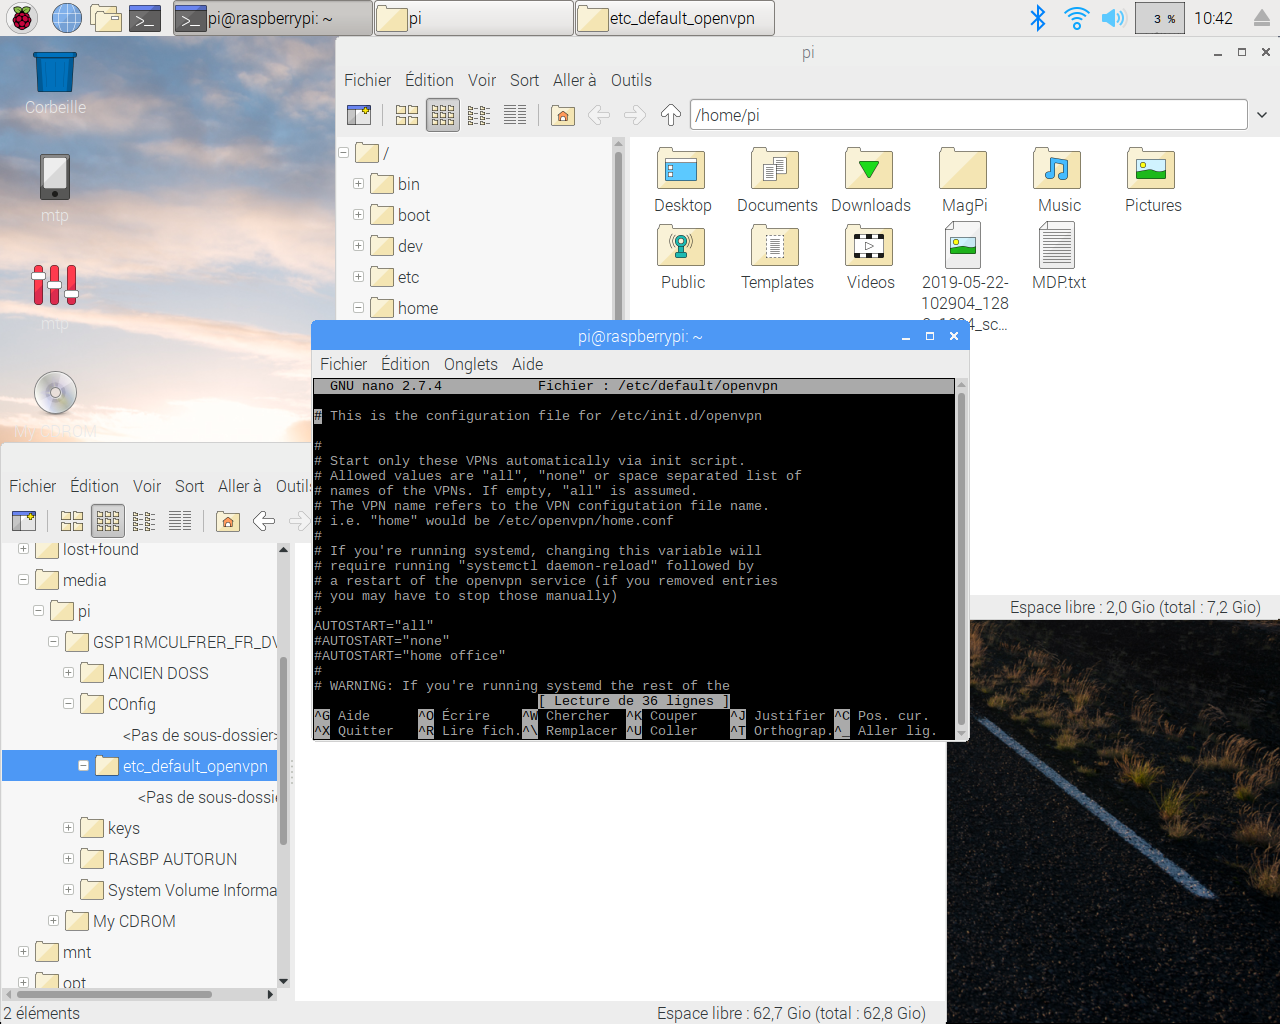 pi@raspberrypi: ~
pi
etc_default_openvpn
3 %
10:42
Corbeille
mtp
mtp
My CDROM
pi
Fichier Édition Voir Sort Aller à Outils
/home/pi
/
bin
boot
dev
etc
home
Desktop Documents Downloads MagPi Music Pictures
Public Templates Videos 2019-05-22-102904_128 MDP.txt
pi@raspberrypi: ~
Fichier Édition Onglets Aide
GNU nano 2.7.4 Fichier : /etc/default/openvpn
# This is the configuration file for /etc/init.d/openvpn
#
# Start only these VPNs automatically via init script.
# Allowed values are "all", "none" or space separated list of
# names of the VPNs. If empty, "all" is assumed.
# The VPN name refers to the VPN configutation file name.
# i.e. "home" would be /etc/openvpn/home.conf
#
# If you're running systemd, changing this variable will
# require running "systemctl daemon-reload" followed by
# a restart of the openvpn service (if you removed entries
# you may have to stop those manually)
#
AUTOSTART="all"
#AUTOSTART="none"
#AUTOSTART="home office"
#
# WARNING: If you're running systemd the rest of the
[ Lecture de 36 lignes ]
^G Aide ^O Écrire ^W Chercher ^K Couper ^J Justifier ^C Pos. cur.
^X Quitter ^R Lire fich. ^\ Remplacer ^U Coller ^T Orthograp. ^_ Aller lig.
Espace libre : 2,0 Gio (total : 7,2 Gio)
Fichier Édition Voir Sort Aller à Outils
lost+found
media
pi
GSP1RMCULFRER_FR_DV
ANCIEN DOSS
COnfig
<Pas de sous-dossier>
etc_default_openvpn
<Pas de sous-dossie
keys
RASBP AUTORUN
System Volume Informa
My CDROM
mnt
opt
2 éléments
Espace libre : 62,7 Gio (total : 62,8 Gio)